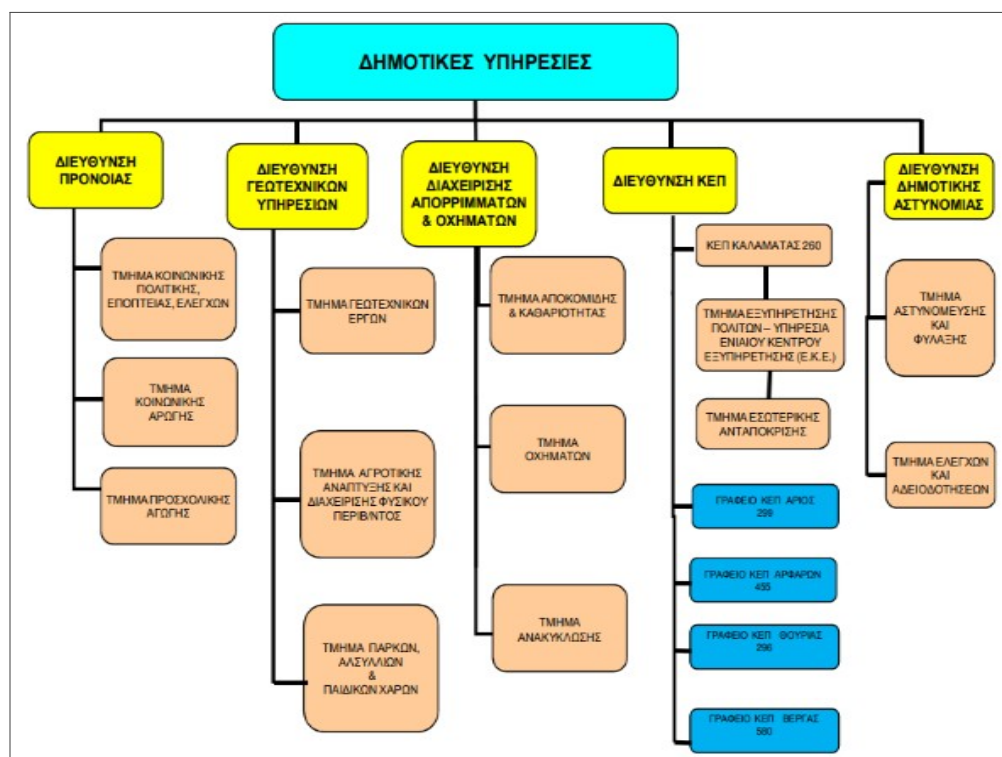 ΔΗΜΟΤΙΚΕΣ ΥΠΗΡΕΣΙΕΣ
ΔΙΕΥΘΥΝΣΗ
ΠΡΟΝΟΙΑΣ
ΤΜΗΜΑ ΚΟΙΝΩΝΙΚΗΣ
ΠΟΛΙΤΙΚΗΣ,
ΕΠΟΠΤΕΙΑΣ, ΕΛΕΓΧΩΝ
ΤΜΗΜΑ
ΚΟΙΝΩΝΙΚΗΣ
ΑΡΩΓΗΣ
ΤΜΗΜΑ ΠΡΟΣΧΟΛΙΚΗΣ
ΑΓΩΓΗΣ
ΔΙΕΥΘΥΝΣΗ
ΓΕΩΤΕΧΝΙΚΩΝ
ΥΠΗΡΕΣΙΩΝ
ΤΜΗΜΑ ΓΕΩΤΕΧΝΙΚΩΝ
ΕΡΓΩΝ
ΤΜΗΜΑ ΑΓΡΟΤΙΚΗΣ
ΑΝΑΠΤΥΞΗΣ ΚΑΙ
ΔΙΑΧΕΙΡΙΣΗΣ ΦΥΣΙΚΟΥ
ΠΕΡΙΒ/ΝΤΟΣ
ΤΜΗΜΑ ΠΑΡΚΩΝ,
ΑΛΣΥΛΛΙΩΝ
&
ΠΑΙΔΙΚΩΝ ΧΑΡΩΝ
ΔΙΕΥΘΥΝΣΗ
ΔΙΑΧΕΙΡΙΣΗΣ
ΑΠΟΡΡΙΜΜΑΤΩΝ
& ΟΧΗΜΑΤΩΝ
ΤΜΗΜΑ ΑΠΟΚΟΜΙΔΗΣ
& ΚΑΘΑΡΙΟΤΗΤΑΣ
ΤΜΗΜΑ
ΟΧΗΜΑΤΩΝ
ΤΜΗΜΑ
ΑΝΑΚΥΚΛΩΣΗΣ
ΔΙΕΥΘΥΝΣΗ ΚΕΠ
ΚΕΠ ΚΑΛΑΜΑΤΑΣ 260
ΤΜΗΜΑ ΕΞΥΠΗΡΕΤΗΣΗΣ
ΠΟΛΙΤΩΝ – ΥΠΗΡΕΣΙΑ
ΕΝΙΑΙΟΥ ΚΕΝΤΡΟΥ
ΕΞΥΠΗΡΕΤΗΣΗΣ (Ε.Κ.Ε.)
ΤΜΗΜΑ ΕΣΩΤΕΡΙΚΗΣ
ΑΝΤΑΠΟΚΡΙΣΗΣ
ΓΡΑΦΕΙΟ ΚΕΠ ΑΡΙΟΣ
299
ΓΡΑΦΕΙΟ ΚΕΠ ΑΡΦΑΡΩΝ
455
ΓΡΑΦΕΙΟ ΚΕΠ ΘΟΥΡΙΑΣ
296
ΓΡΑΦΕΙΟ ΚΕΠ ΒΕΡΓΑΣ
580
ΔΙΕΥΘΥΝΣΗ
ΔΗΜΟΤΙΚΗΣ
ΑΣΤΥΝΟΜΙΑΣ
ΤΜΗΜΑ
ΑΣΤΥΝΟΜΕΥΣΗΣ
ΚΑΙ
ΦΥΛΑΞΗΣ
ΤΜΗΜΑ ΕΛΕΓΧΩΝ
ΚΑΙ
ΑΔΕΙΟΔΟΤΗΣΕΩΝ